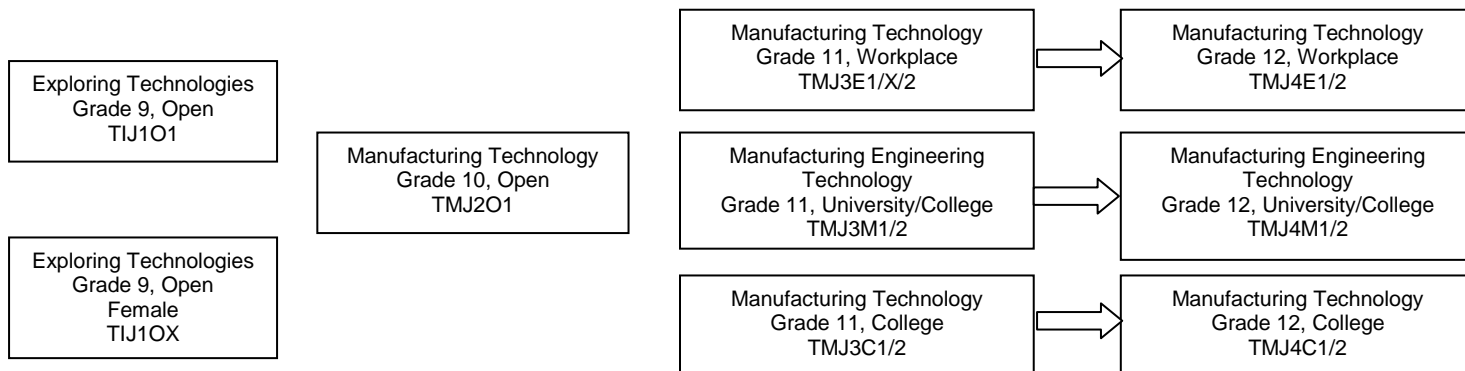 Exploring Technologies
Grade 9, Open
TIJ1O1
Exploring Technologies
Grade 9, Open
Female
TIJ1OX
Manufacturing Technology
Grade 10, Open
TMJ2O1
Manufacturing Technology
Grade 11, Workplace
TMJ3E1/X/2
Manufacturing Technology
Grade 12, Workplace
TMJ4E1/2
Manufacturing Engineering
Technology
Grade 11, University/College
TMJ3M1/2
Manufacturing Engineering
Technology
Grade 12, University/College
TMJ4M1/2
Manufacturing Technology
Grade 11, College
TMJ3C1/2
Manufacturing Technology
Grade 12, College
TMJ4C1/2